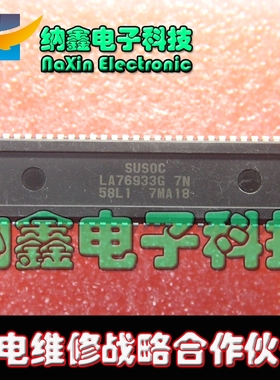 纳鑫电子科技
NaXin Electronic
SUSOC
LA76933G 7N
58L1 7MA18
纳鑫电子科技
电维修战略合作伙